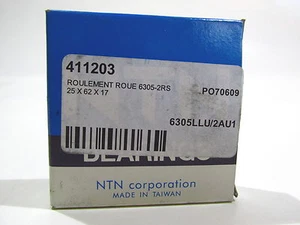 411203
ROULEMENT ROUE 6305-2RS
25 X 62 X 17
PO70609
6305LLU/2AU1
BEARINGS
NTN corporation
MADE IN TAIWAN